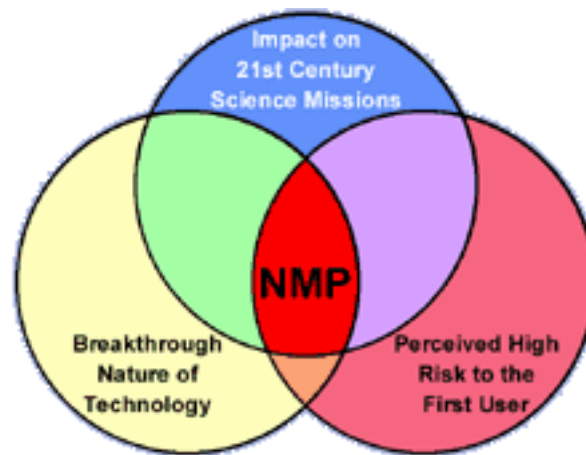 Impact on
21st Century
Science Missions
NMP
Breakthrough
Nature of
Technology
Perceived High
Risk to the
First User